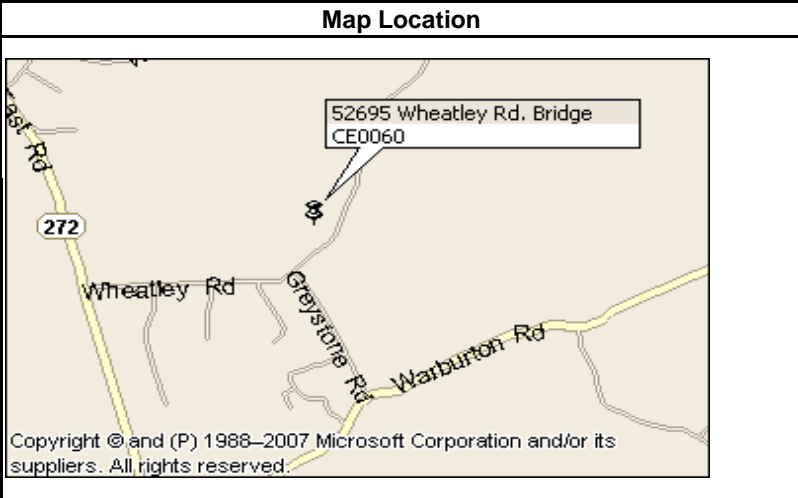 Map Location
52695 Wheatley Rd. Bridge
CE0060
ast Rd
272
Wheatley Rd
Greystone Rd
Warburton Rd
Copyright © and (P) 1988–2007 Microsoft Corporation and/or its
suppliers. All rights reserved.